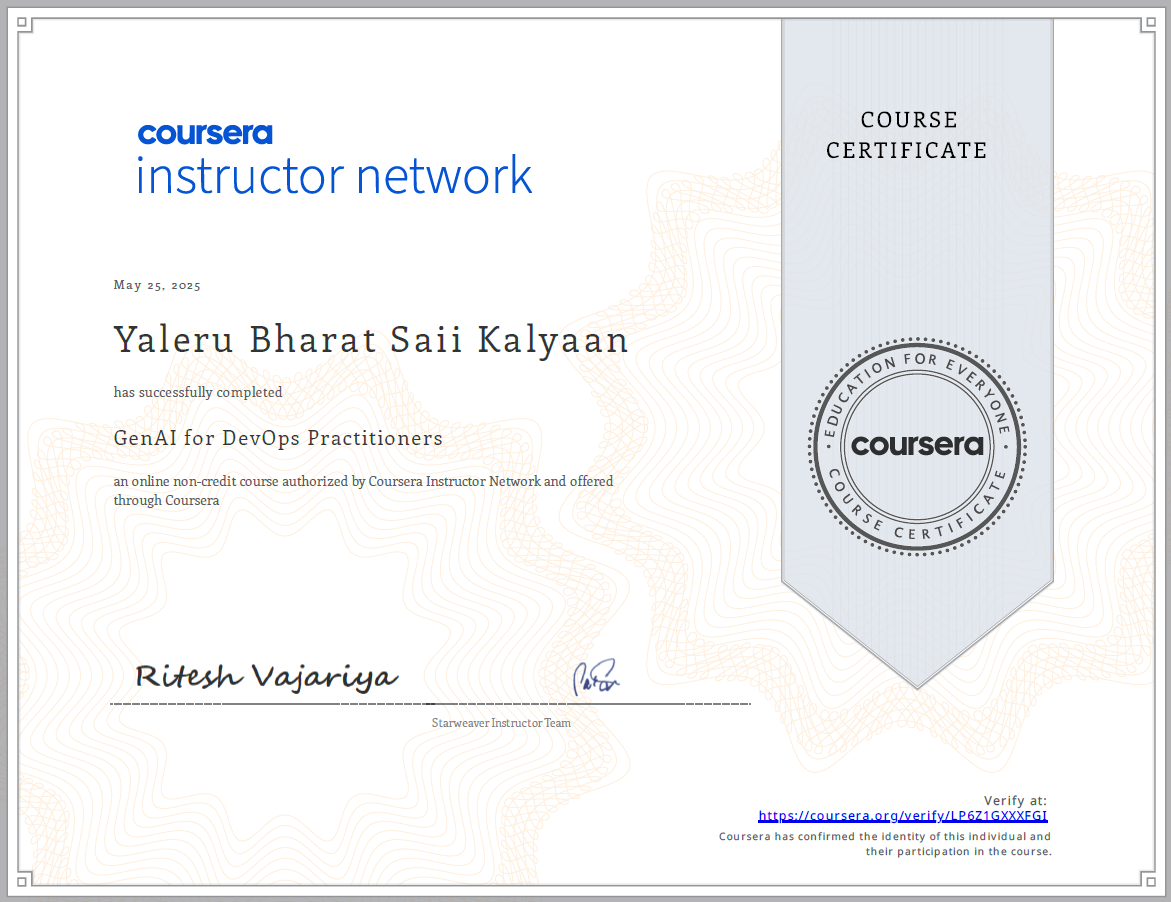 coursera
instructor network
COURSE
CERTIFICATE
May 25, 2025
Yaleru Bharat Saii Kalyaan
has successfully completed
GenAI for DevOps Practitioners
an online non-credit course authorized by Coursera Instructor Network and offered
through Coursera
EDUCATION FOR EVERYONE
coursera
COURSE CERTIFICATE
Ritesh Vajariya
Starweaver Instructor Team
Verify at:
https://coursera.org/verify/LP6Z1GXXXFGI
Coursera has confirmed the identity of this individual and
their participation in the course.